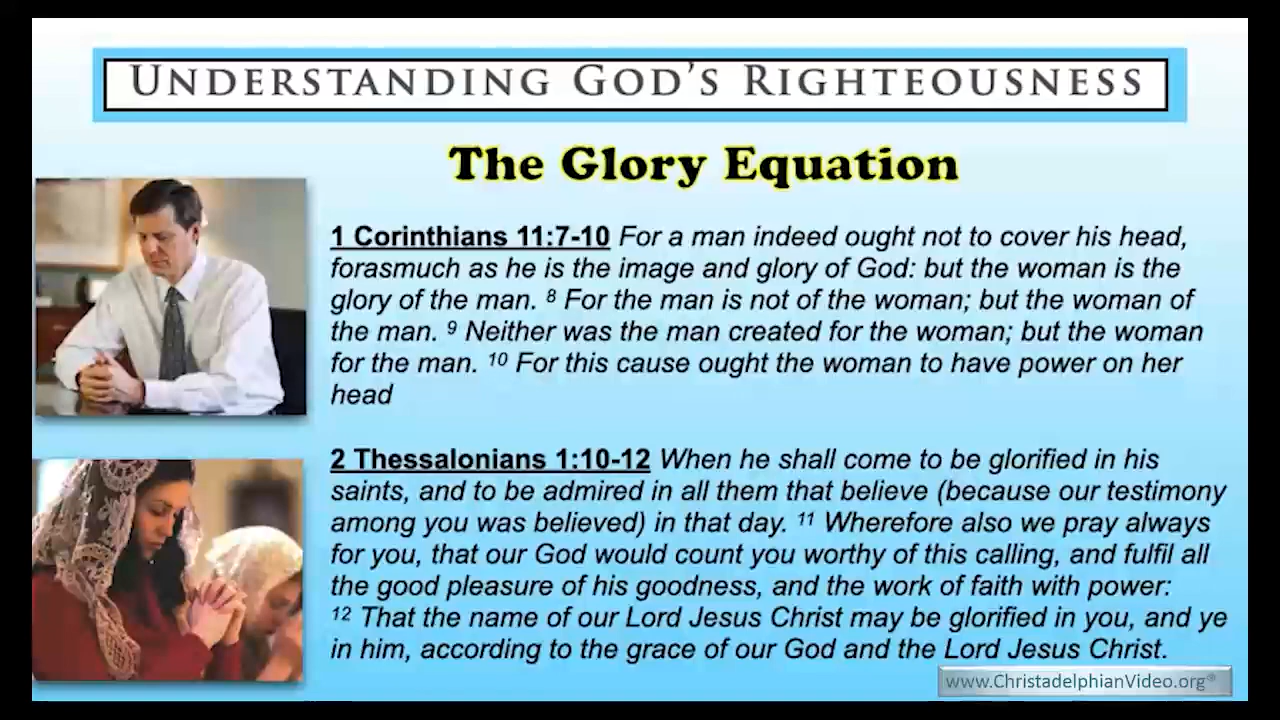 Understanding God's Righteousness
The Glory Equation
1 Corinthians 11:7-10 For a man indeed ought not to cover his head,
forasmuch as he is the image and glory of God: but the woman is the
glory of the man. 8 For the man is not of the woman; but the woman of
the man. 9 Neither was the man created for the woman; but the woman
for the man. 10 For this cause ought the woman to have power on her
head
2 Thessalonians 1:10-12 When he shall come to be glorified in his
saints, and to be admired in all them that believe (because our testimony
among you was believed) in that day. 11 Wherefore also we pray always
for you, that our God would count you worthy of this calling, and fulfil all
the good pleasure of his goodness, and the work of faith with power:
12 That the name of our Lord Jesus Christ may be glorified in you, and ye
in him, according to the grace of our God and the Lord Jesus Christ.
www.ChristadelphianVideo.org®